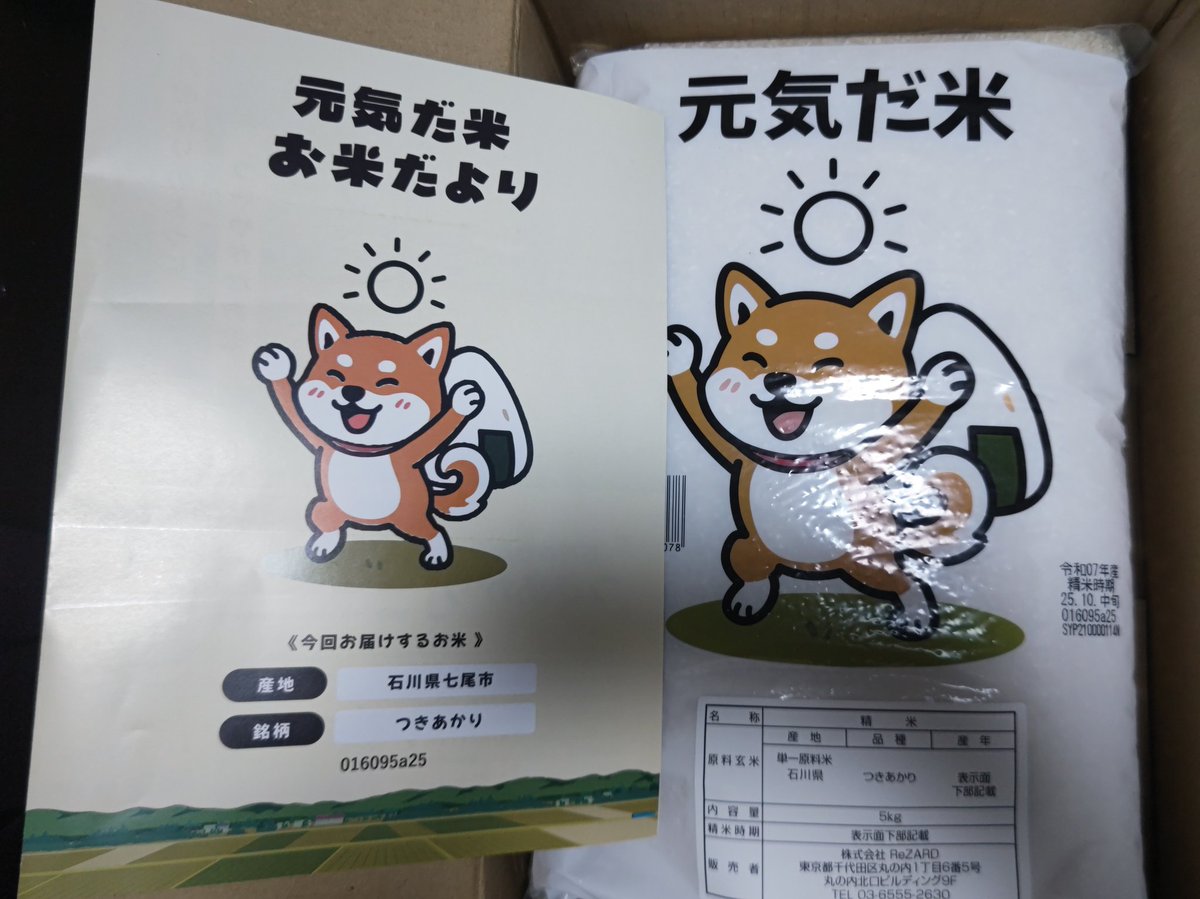 元気だ米
お米だより
《今回お届けするお米》
産地 石川県七尾市
銘柄 つきあかり
016095a25
元気だ米
078
令和07年産
精米時期
25.10.中旬
016095a25
SYP210000114N
名称 精米
原料玄米 産地 品種 産年
単一原料米
石川県 つきあかり 表示面
下部記載
内容量 5kg
精米時期 表示面下部記載
販売者 株式会社 ReZARD
東京都千代田区丸の内1丁目6番5号
丸の内北口ビルディング9F
TEL 03-6555-2630